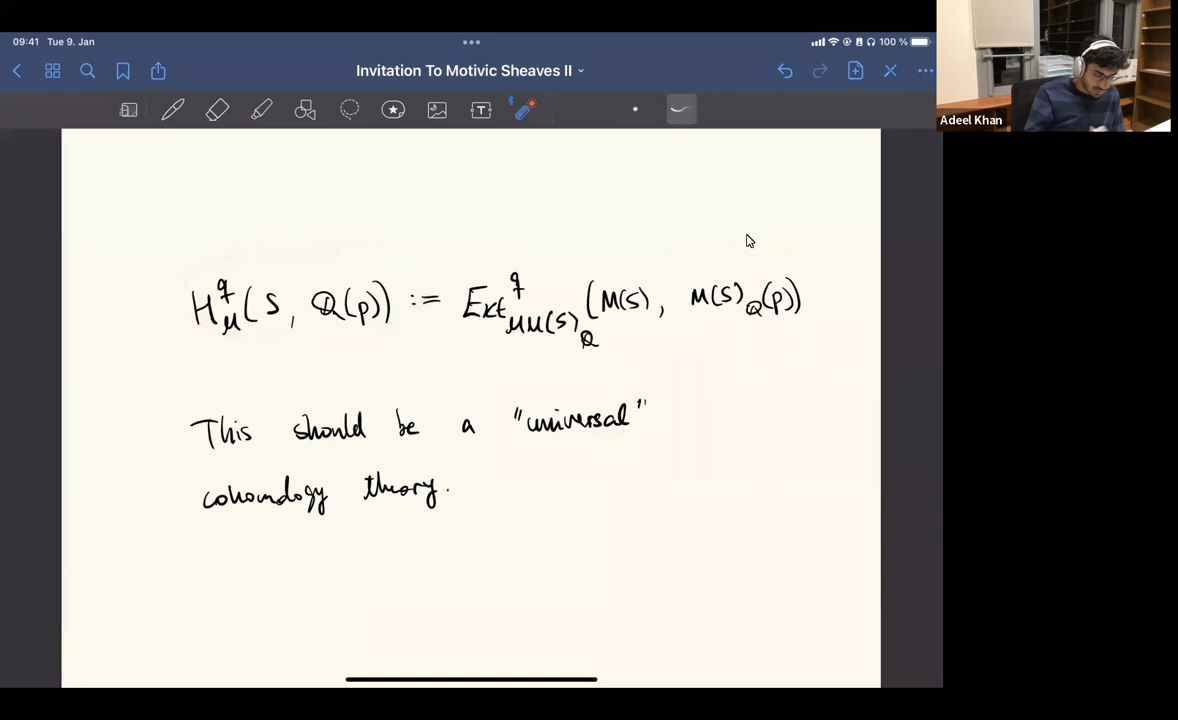 09:41 Tue 9. Jan
100 %
Invitation To Motivic Sheaves II
Adeel Khan
H^q_M(S, Q(p)) := Ext^q_{MM(S)_Q}(M(S), M(S)_Q(p))
This should be a "universal"
cohomology theory.